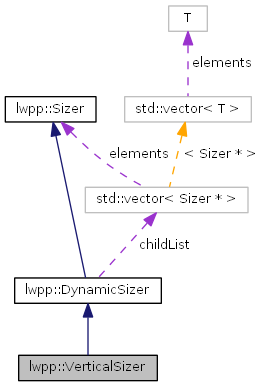 T
elements
lwpp::Sizer
std::vector< T >
elements
< Sizer * >
std::vector< Sizer * >
childList
lwpp::DynamicSizer
lwpp::VerticalSizer